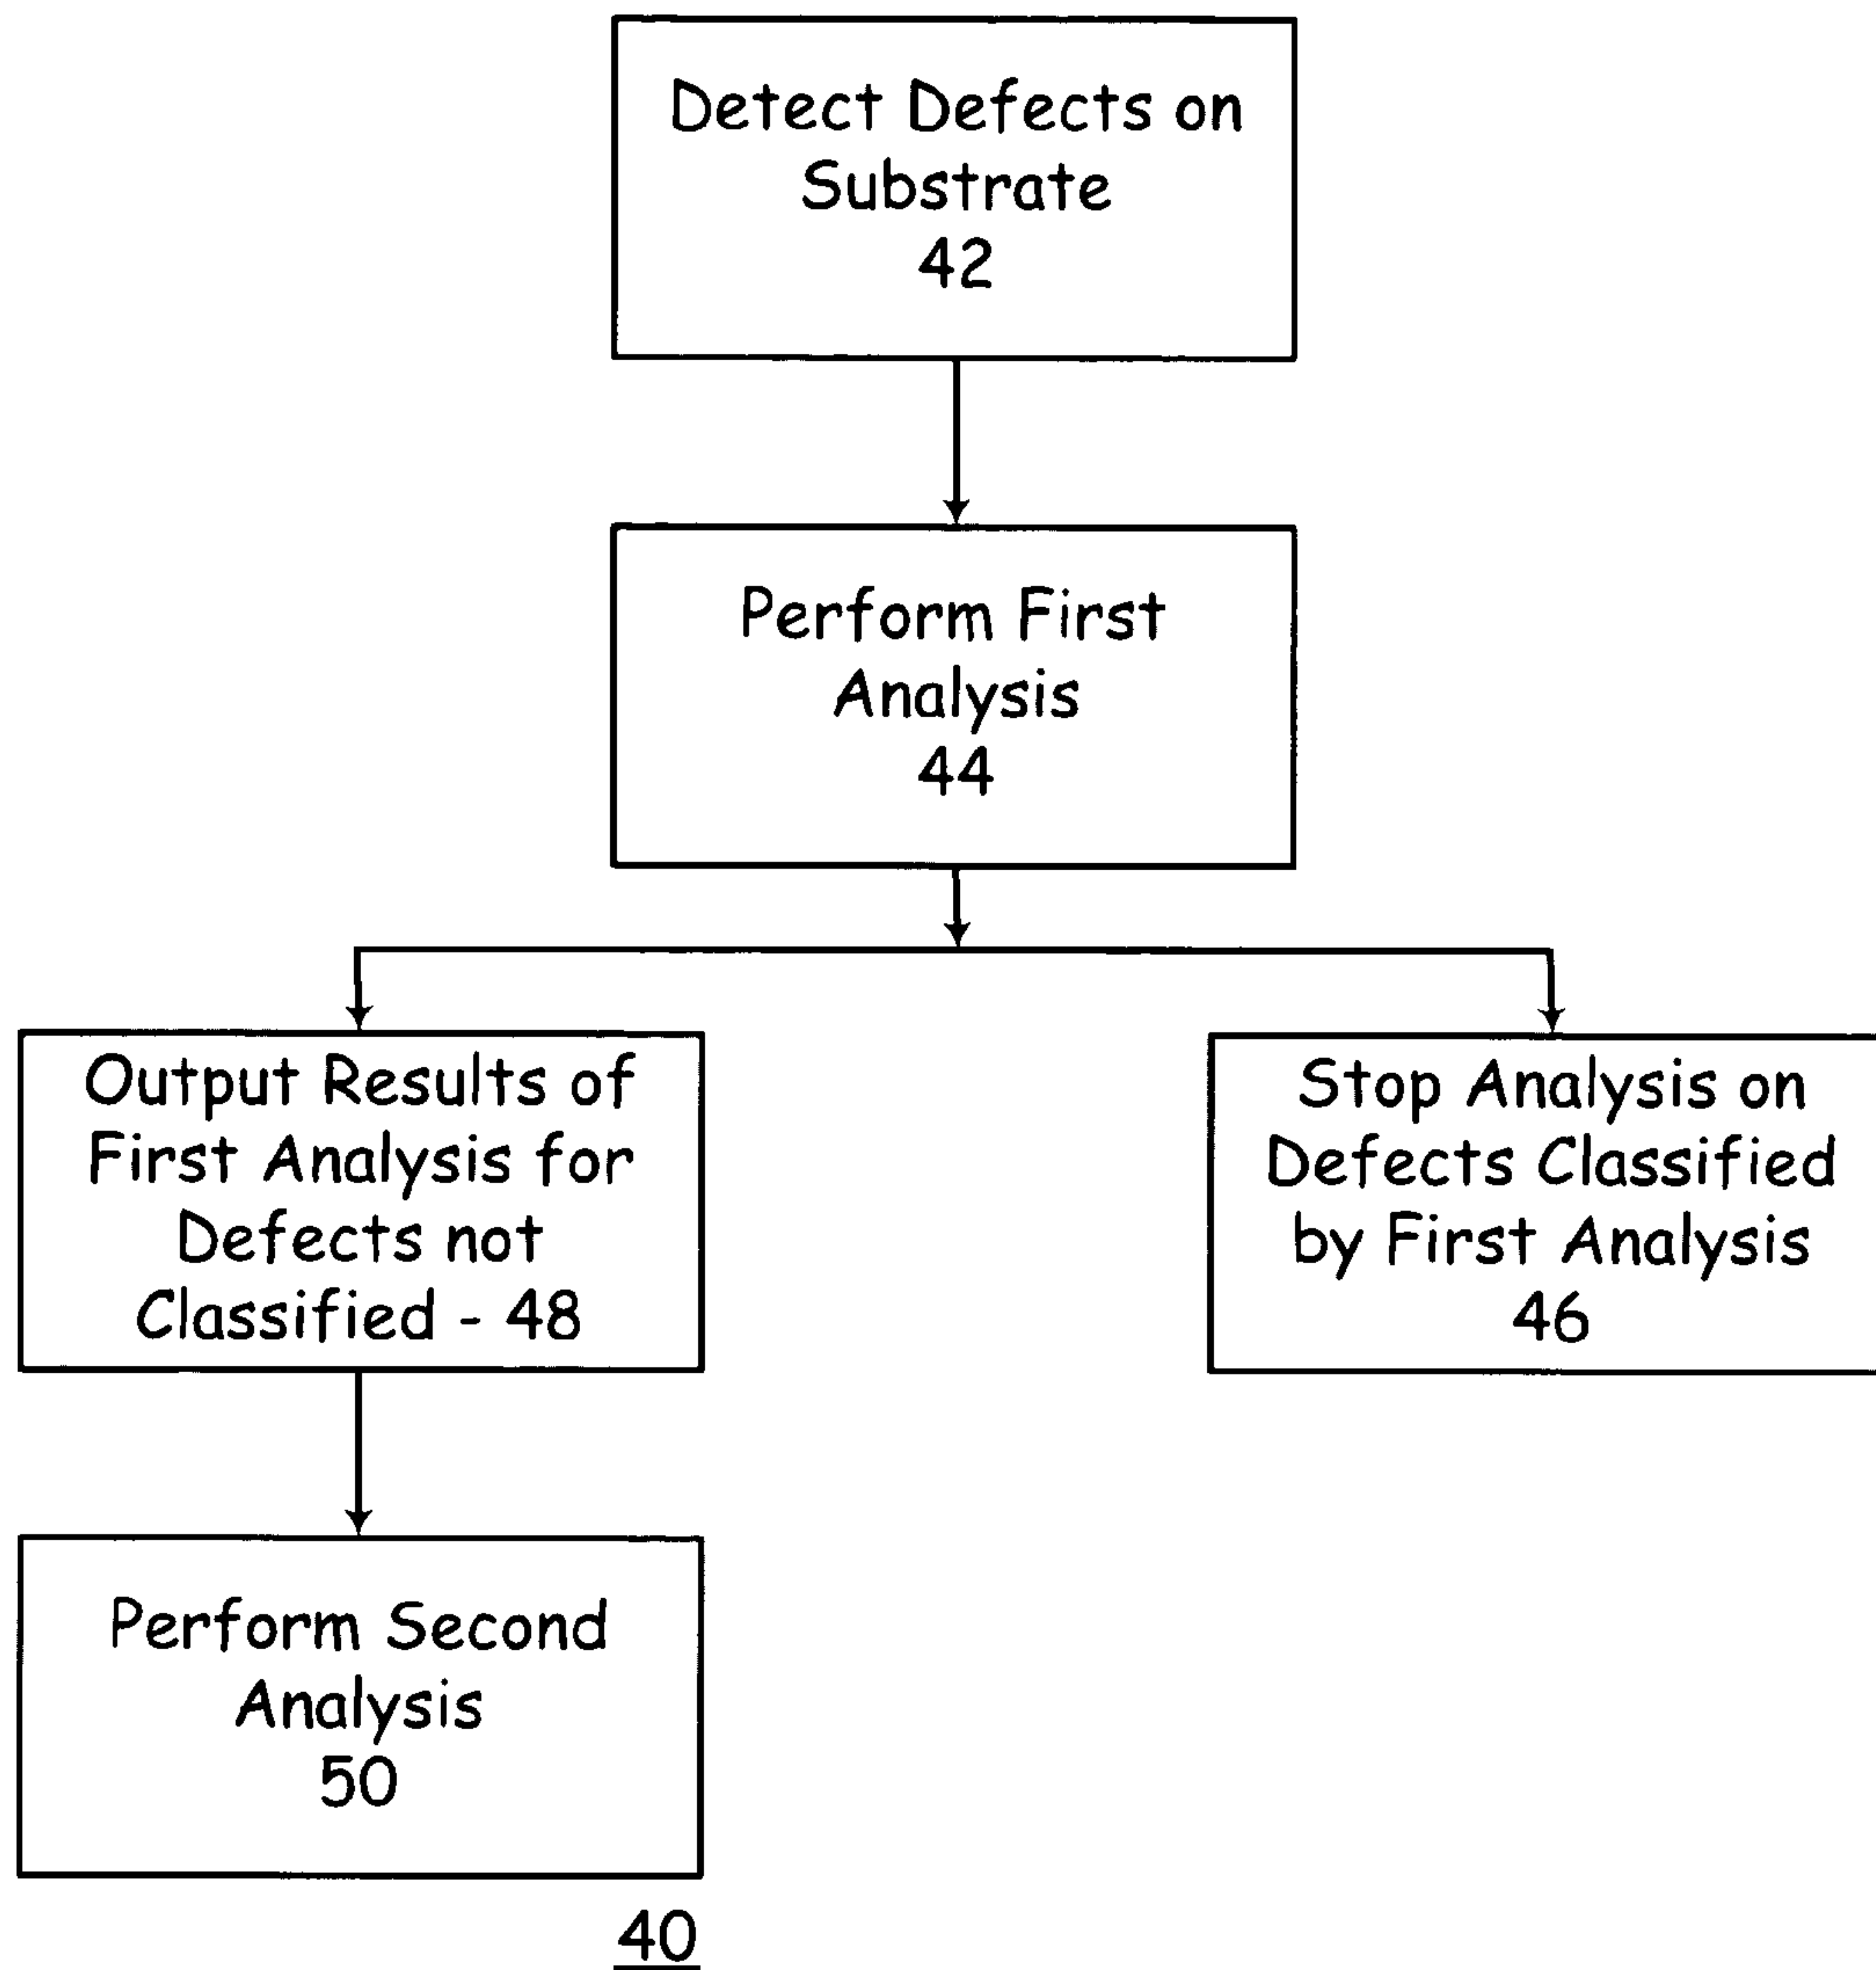 Detect Defects on
Substrate
42
Perform First
Analysis
44
Output Results of
First Analysis for
Defects not
Classified - 48
Stop Analysis on
Defects Classified
by First Analysis
46
Perform Second
Analysis
50
40